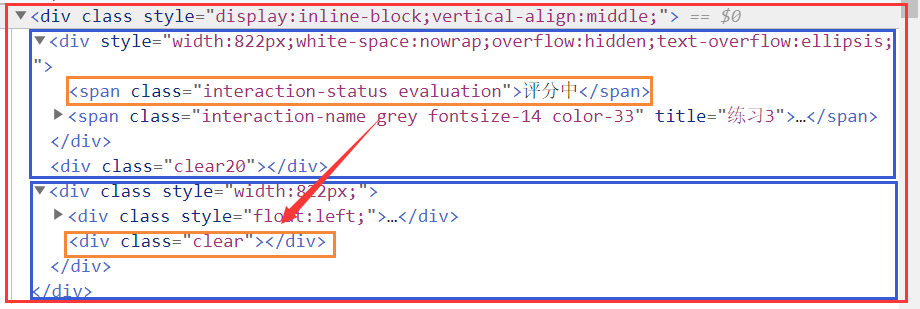 ▼<div class style="display:inline-block;vertical-align:middle;"> == $0
▼<div style="width:822px;white-space:nowrap;overflow:hidden;text-overflow:ellipsis;
">
<span class="interaction-status evaluation">评分中</span>
▶<span class="interaction-name grey fontsize-14 color-33" title="练习3">…</span>
</div>
<div class="clear20"></div>
▼<div class style="width:822px;">
▶<div class style="float:left;">…</div>
<div class="clear"></div>
</div>
</div>